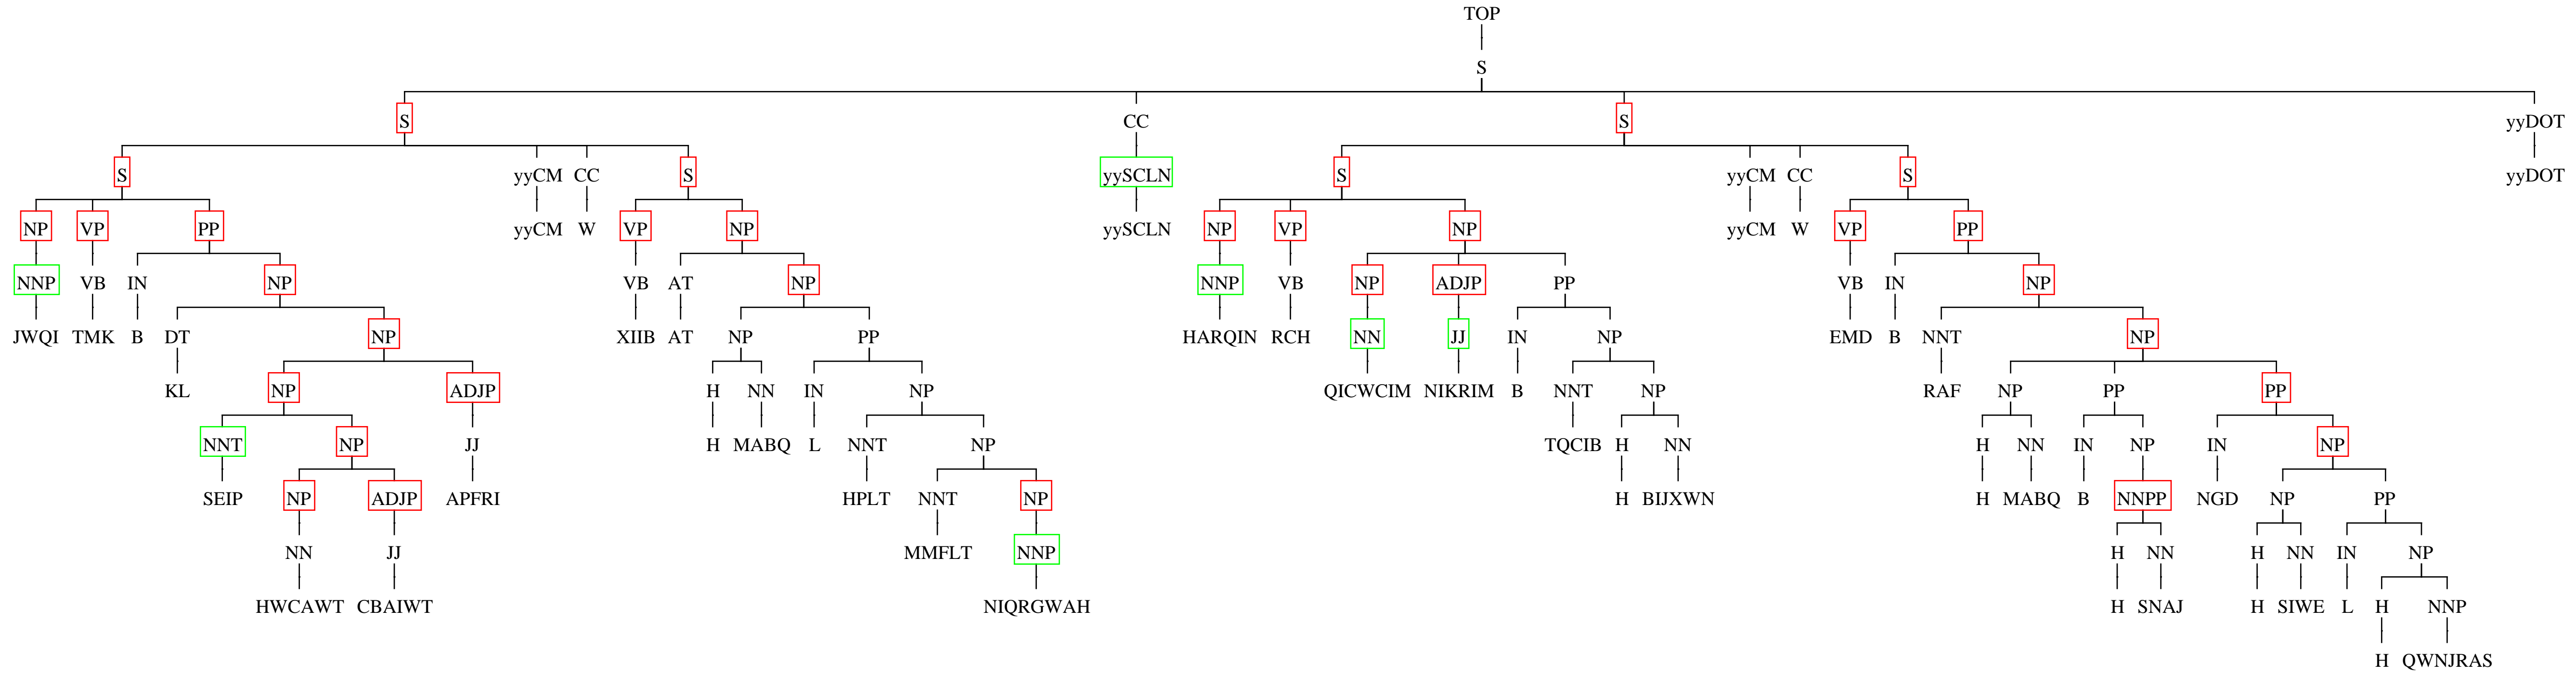 TOP
S
S CC S yyDOT
S yyCM CC S yySCLN S yyCM CC S yyDOT
NP VP PP yyCM W VP NP yySCLN NP VP NP yyCM W VP PP
NNP VB IN NP VB AT NP NNP VB NP ADJP PP VB IN NP
JWQI TMK B DT NP XIIB AT NP PP HARQIN RCH NN JJ IN NP EMD B NNT NP
KL NP ADJP H NN IN NP QICWCIM NIKRIM B NNT NP RAF NP PP PP
NNT NP JJ H MABQ L NNT NP TQCIB H NN H NN IN NP IN NP
SEIP NP ADJP APFRI HPLT NNT NP H BIJXWN H MABQ B NNPP NGD NP PP
NN JJ MMFLT NNP H NN H NN IN NP
HWCAWT CBAIWT NIQRGWAH H SNAJ H SIWE L H NNP
H QWNJRAS